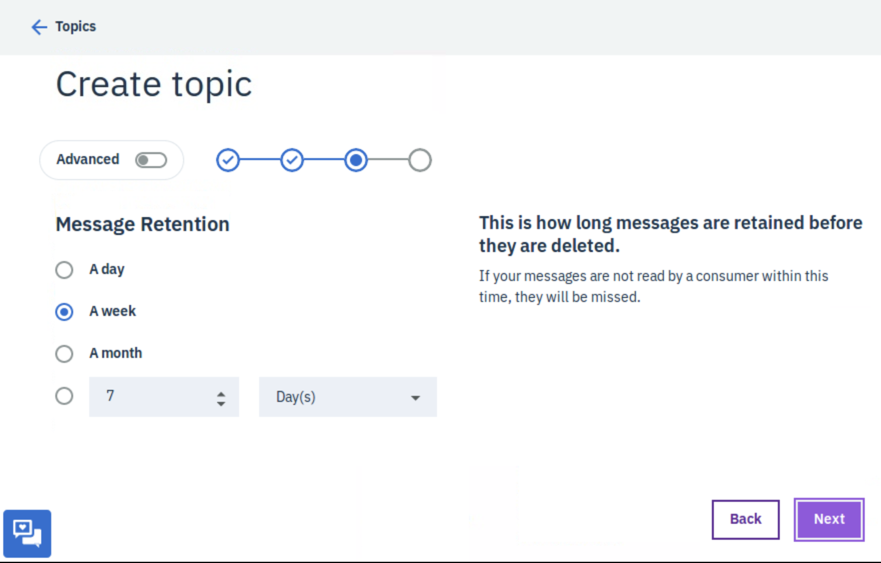 Topics
Create topic
Advanced
Message Retention
A day
A week
A month
7
Day(s)
This is how long messages are retained before
they are deleted.
If your messages are not read by a consumer within this
time, they will be missed.
Back
Next